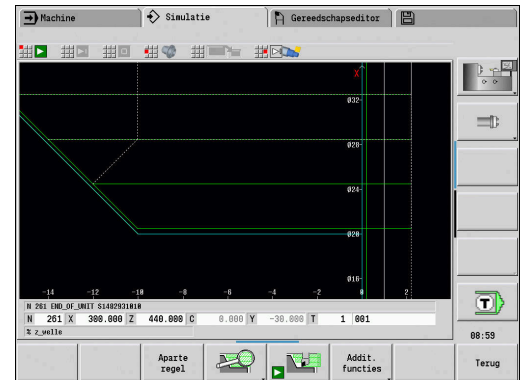 Machine
Simulatie
Gereedschapseditor
X
ø32
ø28
ø24
ø20
ø16
-14 -12 -10 -8 -6 -4 -2 0 2
N 261 END_OF_UNIT S1402931010
N 261 X 300.000 Z 440.000 C 0.000 Y -30.000 T 1 001
% z_welle
T
08:59
Aparte regel
Addit. functies
Terug